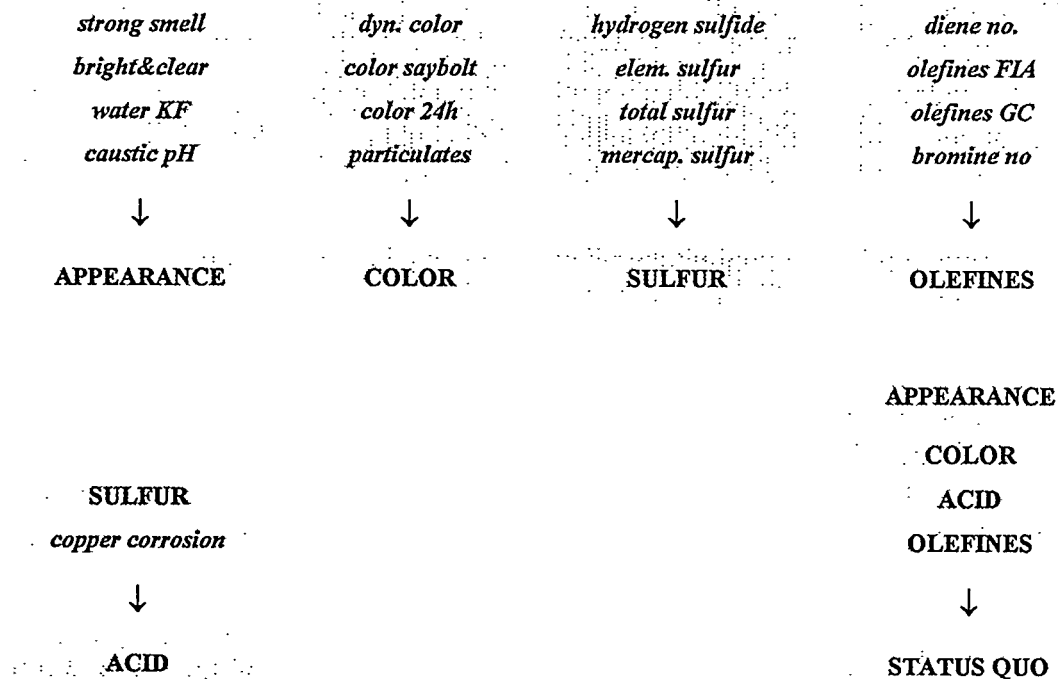 strong smell
bright&clear
water KF
caustic pH
↓
APPEARANCE
dyn. color
color saybolt
color 24h
particulates
↓
COLOR
hydrogen sulfide
elem. sulfur
total sulfur
mercap. sulfur
↓
SULFUR
diene no.
olefines FIA
olefines GC
bromine no
↓
OLEFINES
SULFUR
copper corrosion
↓
ACID
APPEARANCE
COLOR
ACID
OLEFINES
↓
STATUS QUO